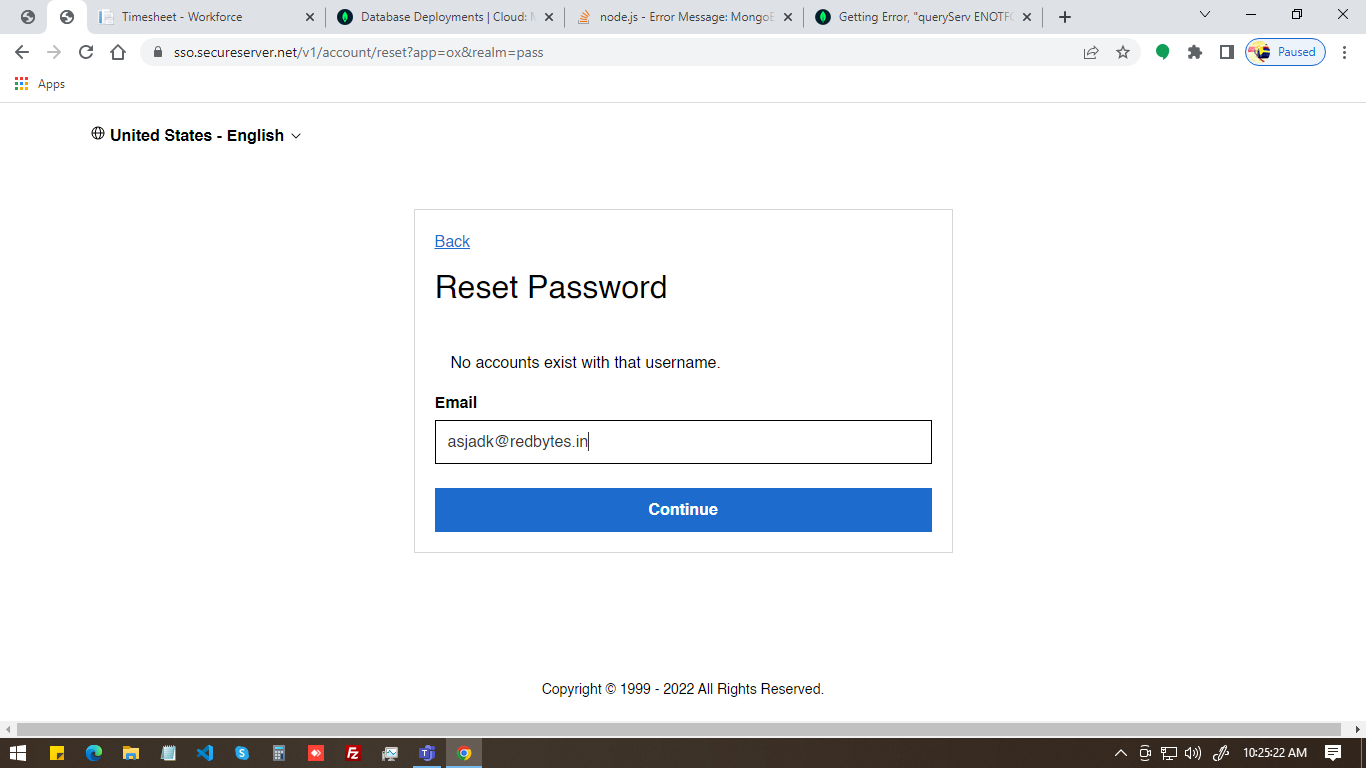 Timesheet - Workforce
Database Deployments | Cloud:
node.js - Error Message: Mongo
Getting Error, "queryServ ENOTF
sso.secureserver.net/v1/account/reset?app=ox&realm=pass
Paused
Apps
United States - English
Back
Reset Password
No accounts exist with that username.
Email
asjadk@redbytes.in
Continue
Copyright © 1999 - 2022 All Rights Reserved.
10:25:22 AM